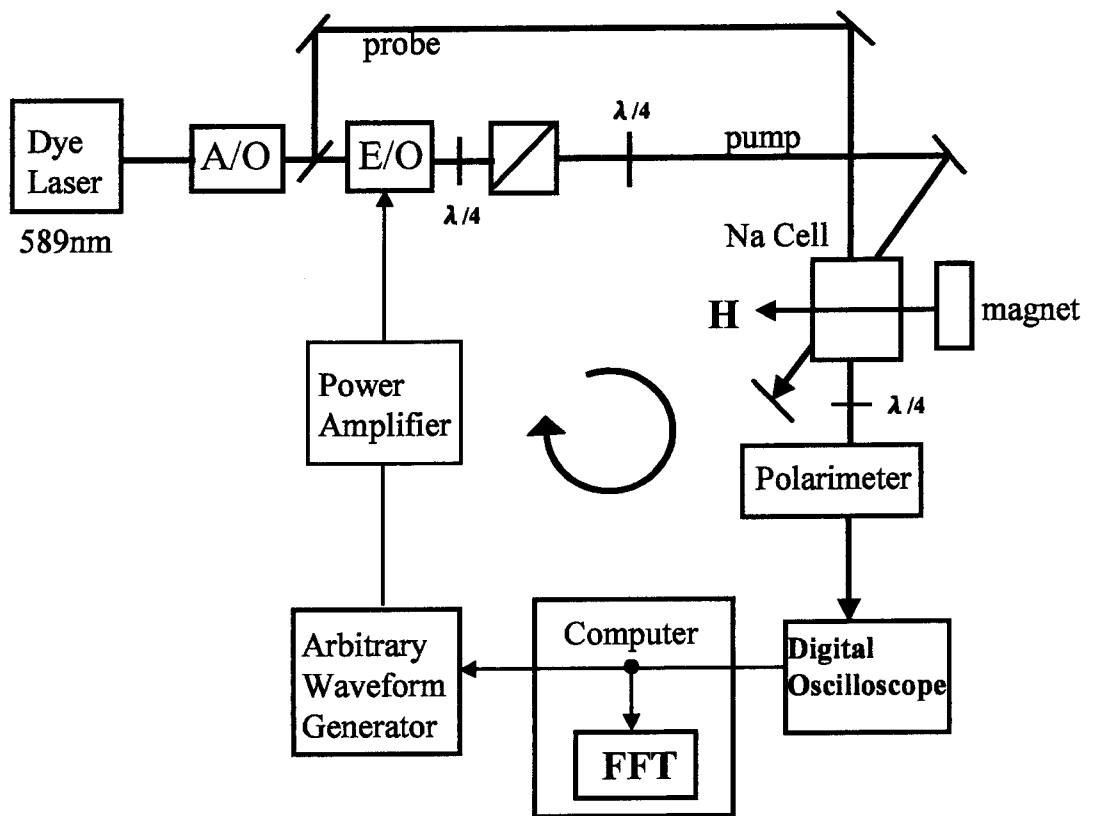 probe
Dye
Laser
A/O
E/O
λ/4
λ/4
pump
589nm
Na Cell
H
magnet
λ/4
Power
Amplifier
Polarimeter
Computer
Arbitrary
Waveform
Generator
Digital
Oscilloscope
FFT